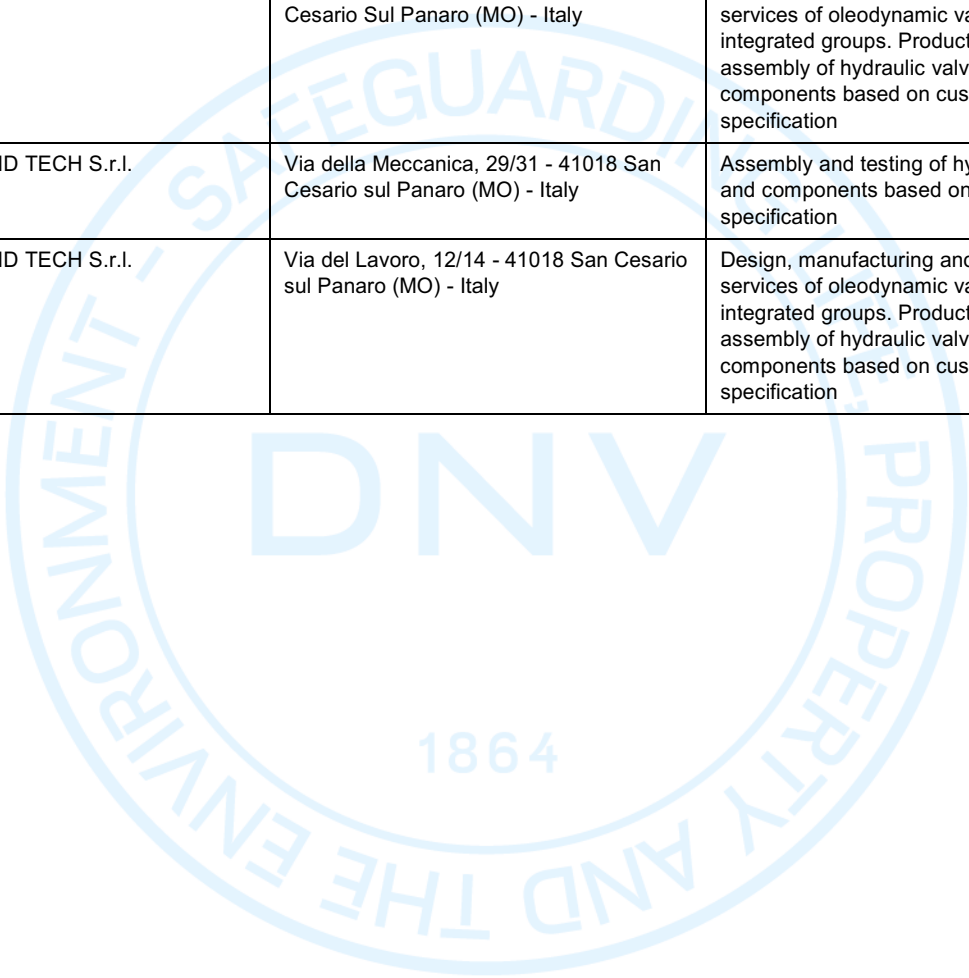 Cesario Sul Panaro (MO) - Italy
services of oleodynamic va
integrated groups. Product
assembly of hydraulic valv
components based on cus
specification
ID TECH S.r.l.
Via della Meccanica, 29/31 - 41018 San
Cesario sul Panaro (MO) - Italy
Assembly and testing of hy
and components based on
specification
ID TECH S.r.l.
Via del Lavoro, 12/14 - 41018 San Cesario
sul Panaro (MO) - Italy
Design, manufacturing and
services of oleodynamic va
integrated groups. Product
assembly of hydraulic valv
components based on cus
specification
SAFEGUARDING LIFE, PROPERTY AND THE ENVIRONMENT -
DNV
1864